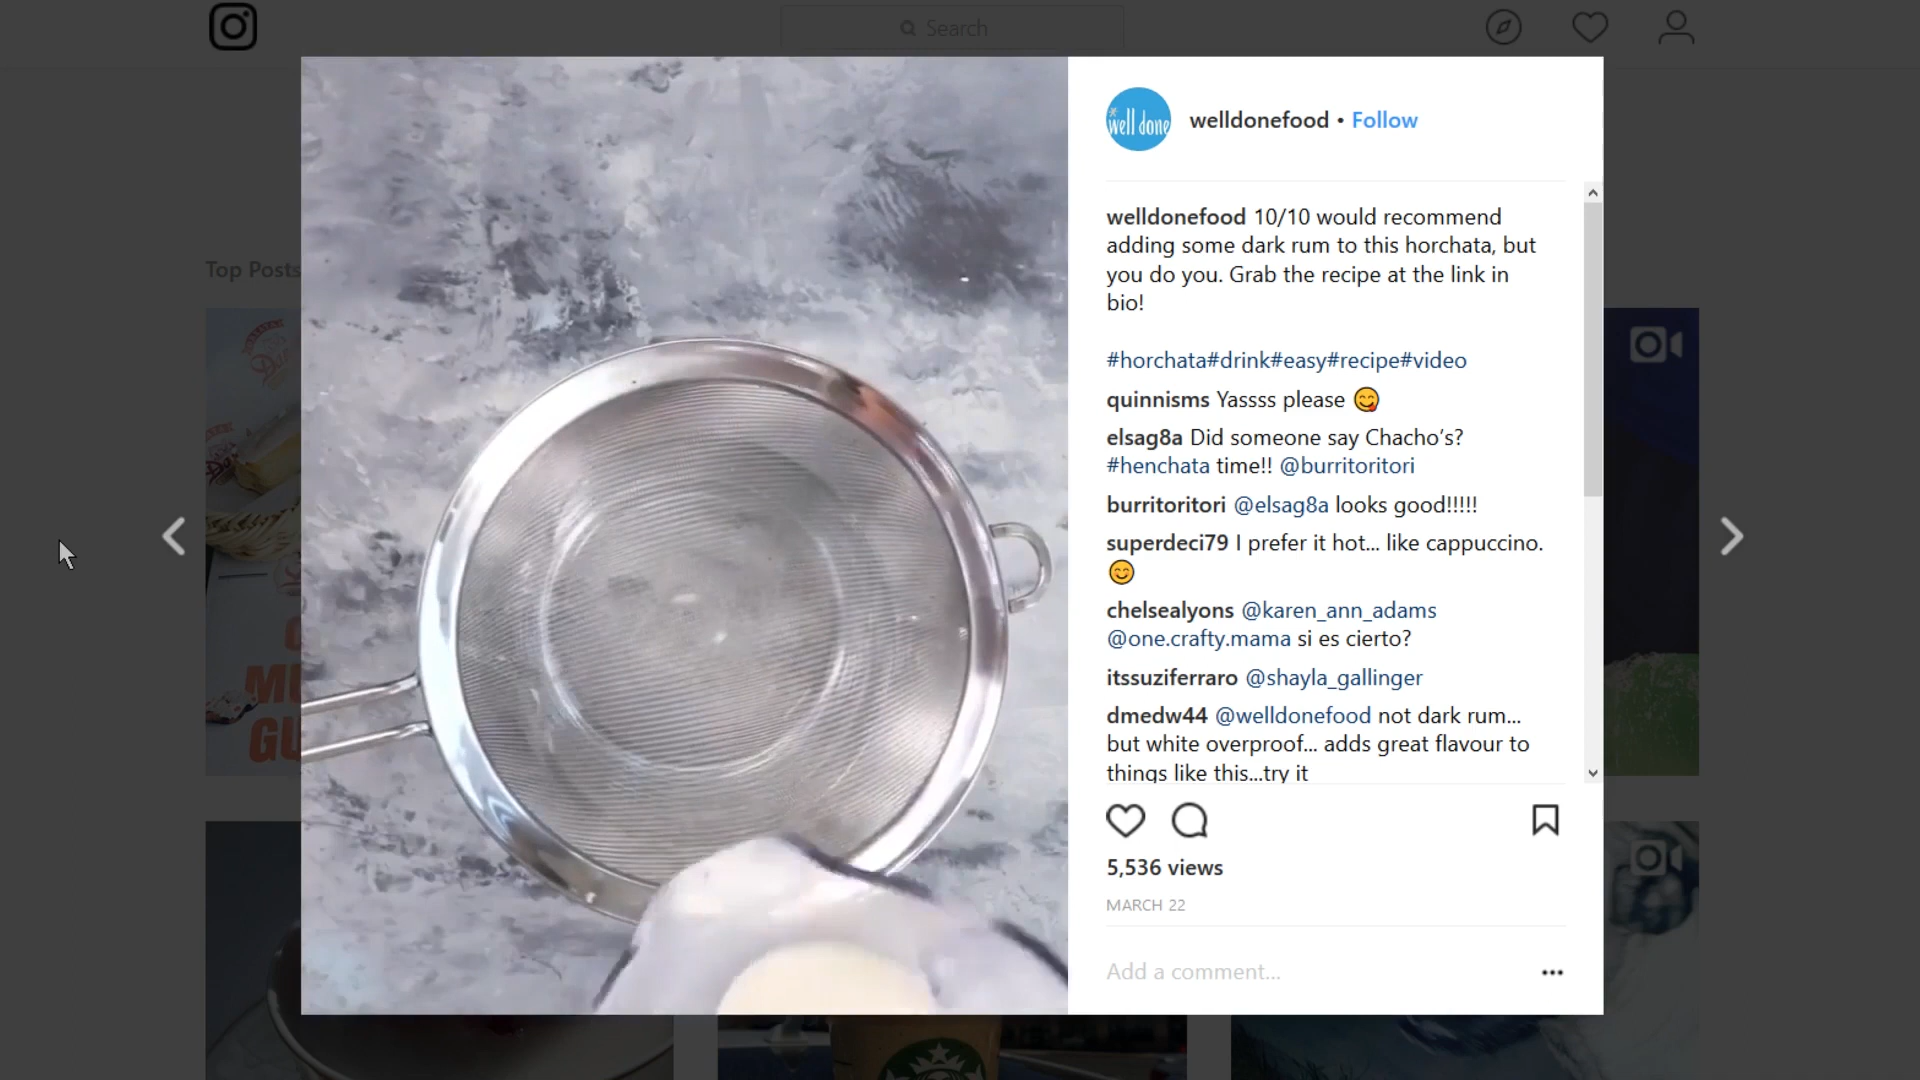 Search
well done
welldonefood • Follow
Top Posts
welldonefood 10/10 would recommend
adding some dark rum to this horchata, but
you do you. Grab the recipe at the link in
bio!
#horchata#drink#easy#recipe#video
quinnisms Yassss please 😋
elsag8a Did someone say Chacho’s?
#henchata time!! @burritoritori
burritoritori @elsag8a looks good!!!!!
superdeci79 I prefer it hot... like cappuccino.
😊
chelsealyons @karen_ann_adams
@one.crafty.mama si es cierto?
itssuziferraro @shayla_gallinger
dmedw44 @welldonefood not dark rum...
but white overproof... adds great flavour to
things like this...try it
5,536 views
MARCH 22
Add a comment...